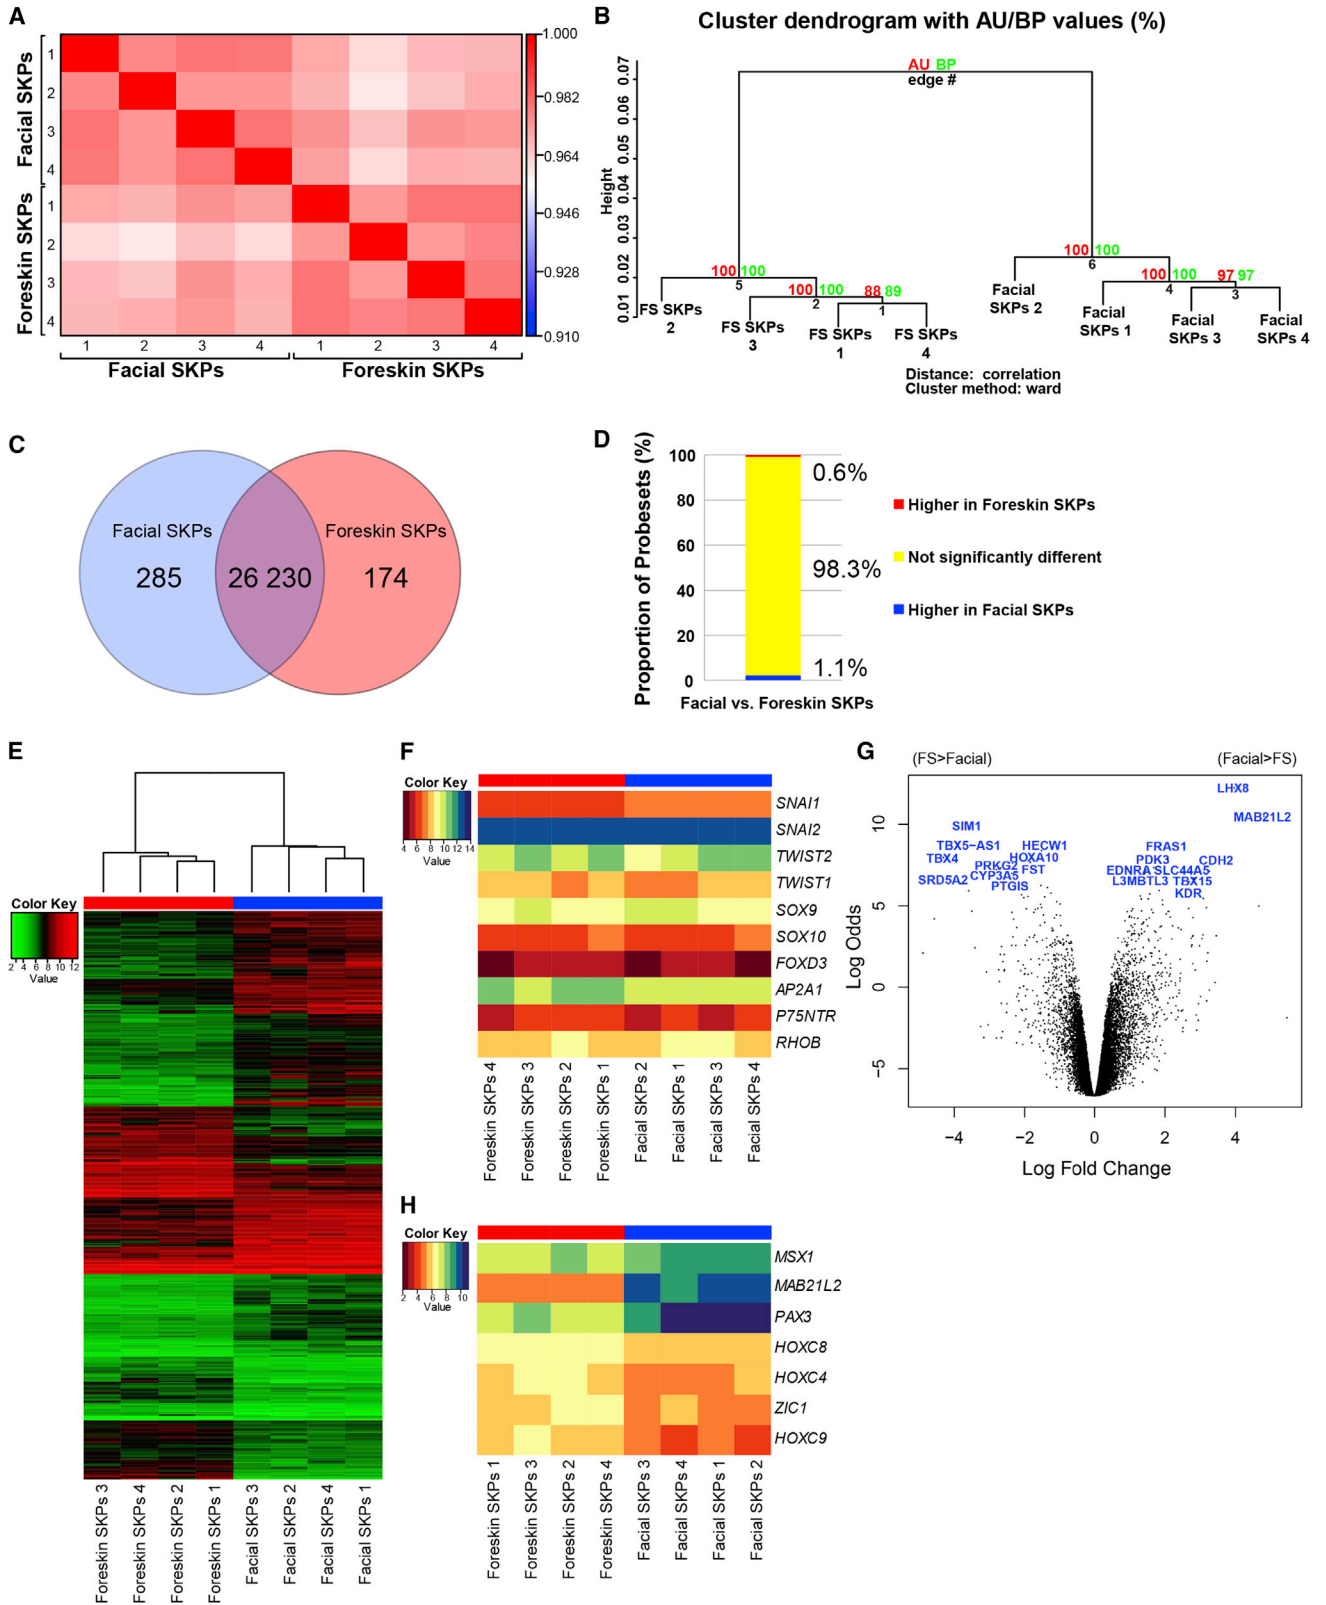 A
Facial SKPs
Foreskin SKPs
1
2
3
4
1
2
3
4
1 2 3 4 1 2 3 4
Facial SKPs Foreskin SKPs
1.000
0.982
0.964
0.946
0.928
0.910
B
Cluster dendrogram with AU/BP values (%)
Height
0.07
0.06
0.05
0.04
0.03
0.02
0.01
AU BP
edge #
100 100
6
100 100
5
100 100
4
97 97
3
100 100
2
88 89
1
FS SKPs
2
FS SKPs
3
FS SKPs
1
FS SKPs
4
Facial
SKPs 2
Facial
SKPs 1
Facial
SKPs 3
Facial
SKPs 4
Distance: correlation
Cluster method: ward
C
Facial SKPs
285
26 230
Foreskin SKPs
174
D
Proportion of Probesets (%)
100
80
60
40
20
0
0.6%
98.3%
1.1%
Facial vs. Foreskin SKPs
Higher in Foreskin SKPs
Not significantly different
Higher in Facial SKPs
E
Color Key
2 4 6 8 10 12
Value
Foreskin SKPs 3
Foreskin SKPs 4
Foreskin SKPs 2
Foreskin SKPs 1
Facial SKPs 3
Facial SKPs 2
Facial SKPs 4
Facial SKPs 1
F
Color Key
4 6 8 10 12 14
Value
SNAI1
SNAI2
TWIST2
TWIST1
SOX9
SOX10
FOXD3
AP2A1
P75NTR
RHOB
Foreskin SKPs 4
Foreskin SKPs 3
Foreskin SKPs 2
Foreskin SKPs 1
Facial SKPs 2
Facial SKPs 1
Facial SKPs 3
Facial SKPs 4
G
(FS>Facial)
(Facial>FS)
LHX8
MAB21L2
SIM1
TBX5−AS1
HECW1
TBX4
HOXA10
PRKG2
FST
CYP3A5
SRD5A2
PTGIS
FRAS1
PDK3
CDH2
EDNRA
SLC44A5
L3MBTL3
TBX15
KDR
Log Odds
10
5
0
−5
−4 −2 0 2 4
Log Fold Change
H
Color Key
2 4 6 8 10
Value
MSX1
MAB21L2
PAX3
HOXC8
HOXC4
ZIC1
HOXC9
Foreskin SKPs 1
Foreskin SKPs 3
Foreskin SKPs 2
Foreskin SKPs 4
Facial SKPs 3
Facial SKPs 4
Facial SKPs 1
Facial SKPs 2